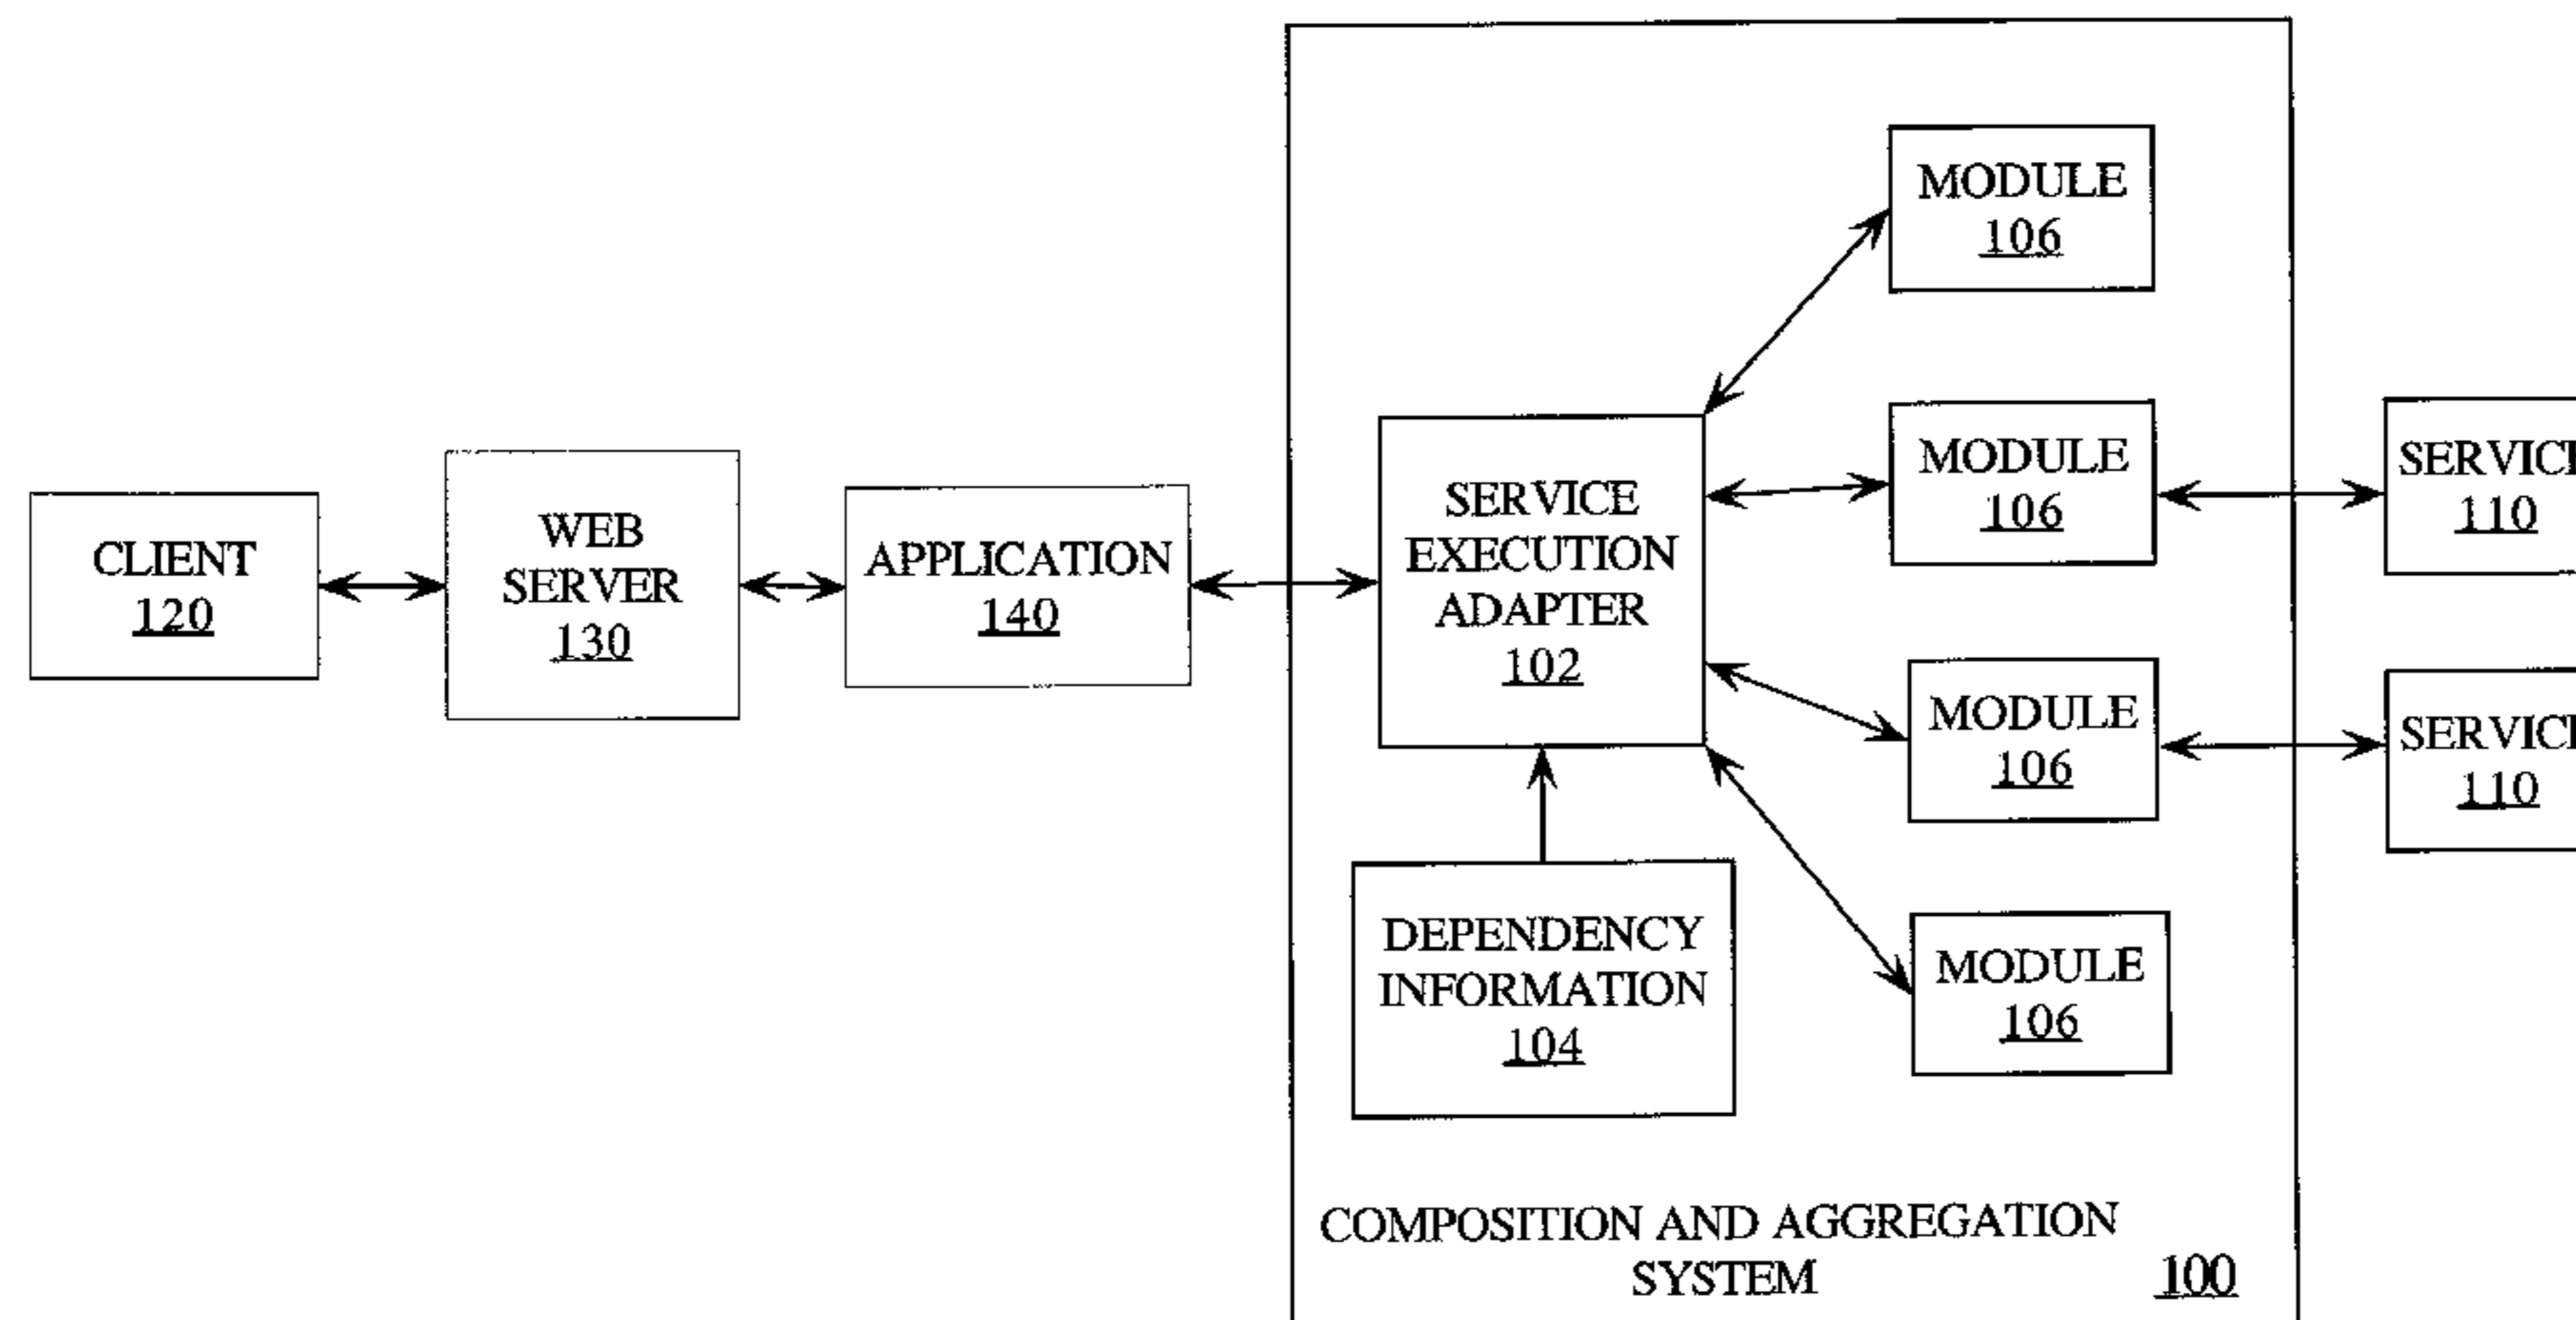 CLIENT
120
WEB
SERVER
130
APPLICATION
140
SERVICE
EXECUTION
ADAPTER
102
DEPENDENCY
INFORMATION
104
MODULE
106
MODULE
106
MODULE
106
MODULE
106
110
110
COMPOSITION AND AGGREGATION
SYSTEM
100